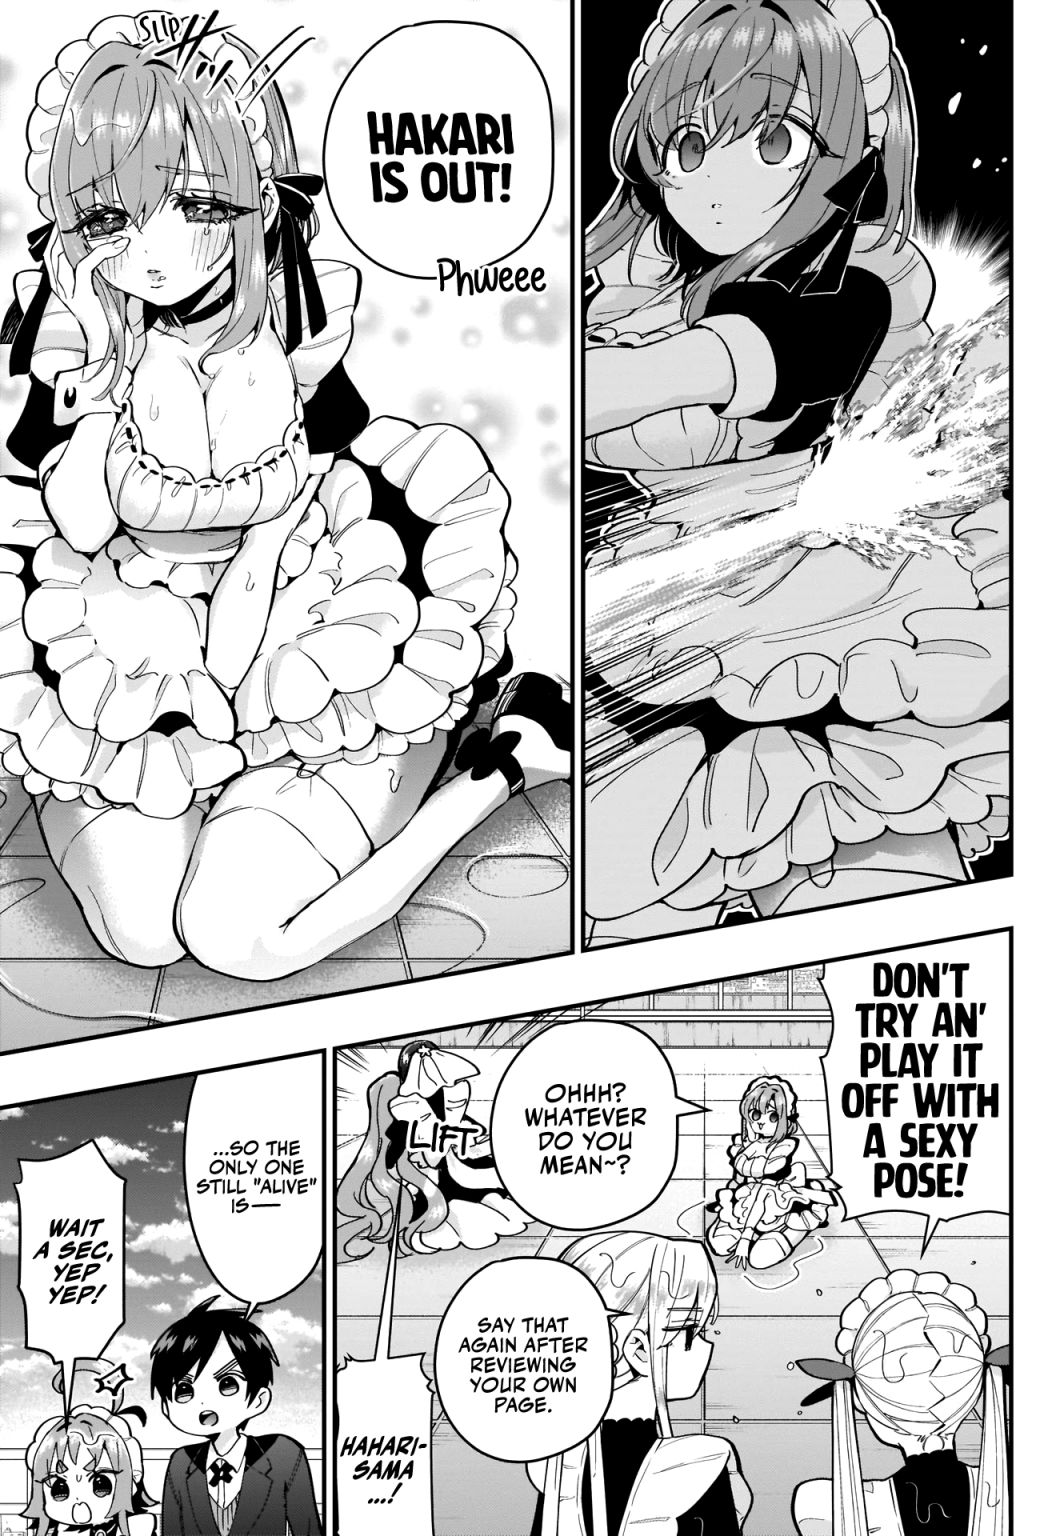 HAKARI
IS OUT!
Phweee
SLIP
ズッ
DON'T
TRY AN'
PLAY IT
OFF WITH
A SEXY
POSE!
OHHH?
WHATEVER
DO YOU
MEAN~?
LIFT
SAY THAT
AGAIN AFTER
REVIEWING
YOUR OWN
PAGE.
HAHARI-
SAMA
....!
...SO THE
ONLY ONE
STILL "ALIVE"
IS—
WAIT
A SEC,
YEP
YEP!